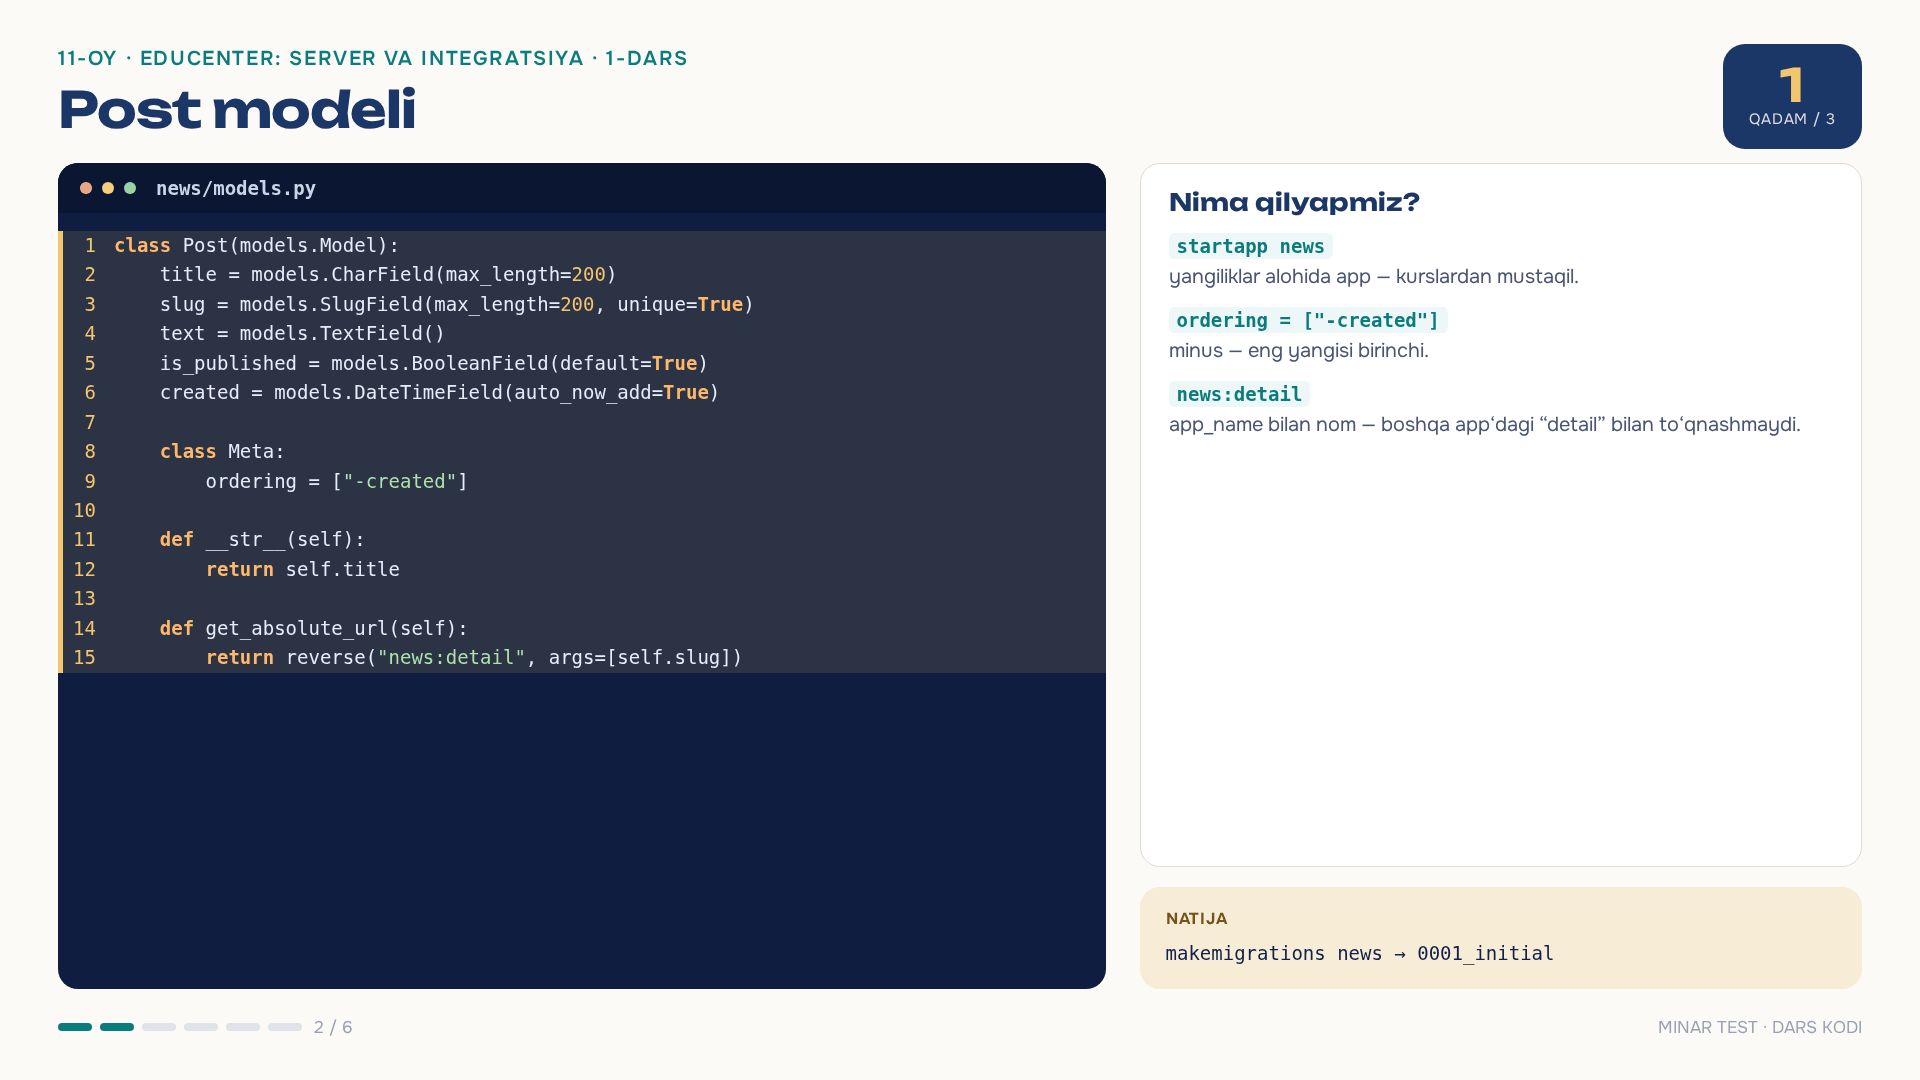 11-OY · EDUCENTER: SERVER VA INTEGRATSIYA · 1-DARS
Post modeli
1
QADAM / 3
news/models.py
1 class Post(models.Model):
2     title = models.CharField(max_length=200)
3     slug = models.SlugField(max_length=200, unique=True)
4     text = models.TextField()
5     is_published = models.BooleanField(default=True)
6     created = models.DateTimeField(auto_now_add=True)
7
8     class Meta:
9         ordering = ["-created"]
10
11     def __str__(self):
12         return self.title
13
14     def get_absolute_url(self):
15         return reverse("news:detail", args=[self.slug])
Nima qilyapmiz?
startapp news
yangiliklar alohida app — kurslardan mustaqil.
ordering = ["-created"]
minus — eng yangisi birinchi.
news:detail
app_name bilan nom — boshqa app‘dagi “detail” bilan to‘qnashmaydi.
NATIJA
makemigrations news → 0001_initial
2 / 6
MINAR TEST · DARS KODI